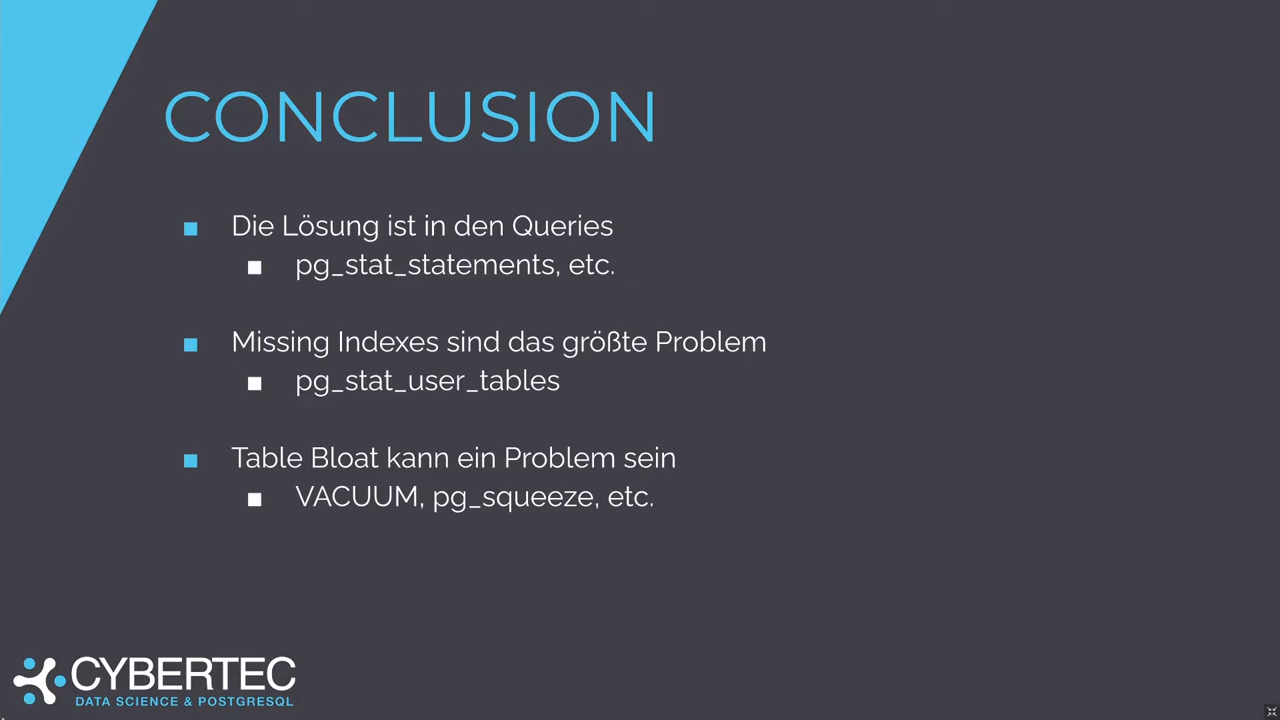 CONCLUSION
Die Lösung ist in den Queries
pg_stat_statements, etc.
Missing Indexes sind das größte Problem
pg_stat_user_tables
Table Bloat kann ein Problem sein
VACUUM, pg_squeeze, etc.
CYBERTEC
DATA SCIENCE & POSTGRESQL